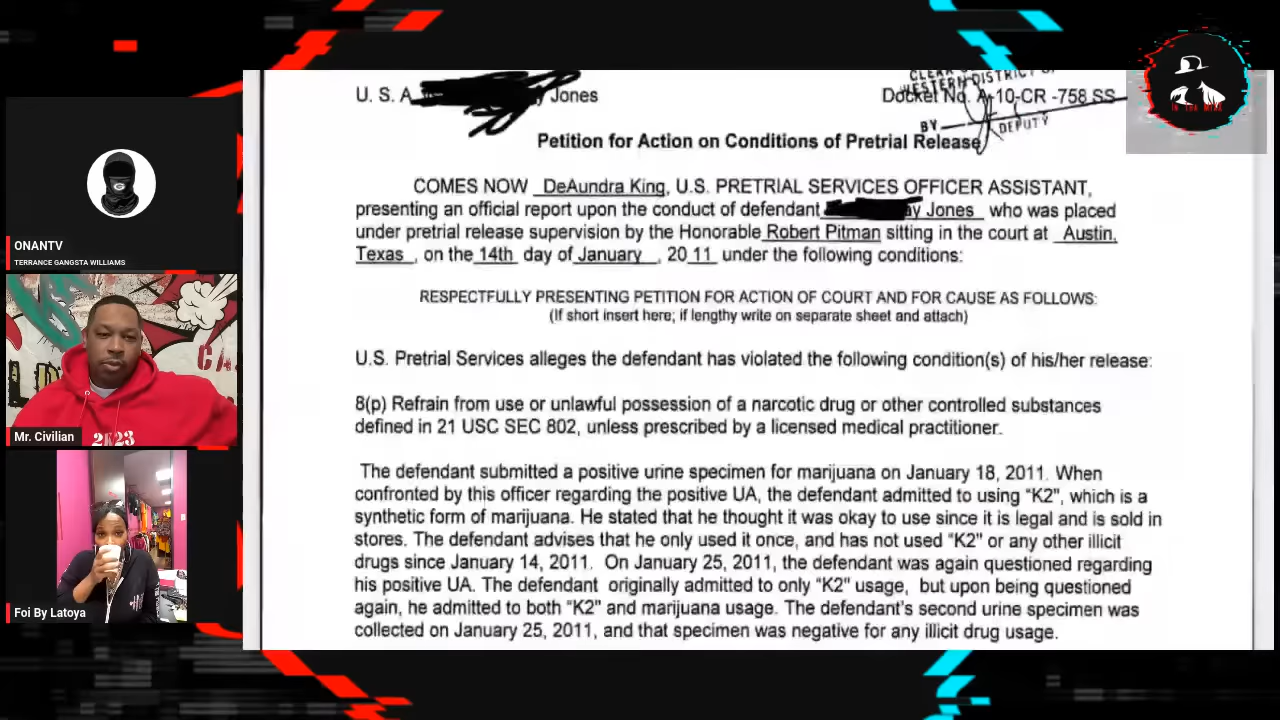 CLERK
WESTERN DISTRICT OF
U. S. A. Jones
Docket No. A-10-CR -758 SS
BY DEPUTY
Petition for Action on Conditions of Pretrial Release
COMES NOW DeAundra King, U.S. PRETRIAL SERVICES OFFICER ASSISTANT,
presenting an official report upon the conduct of defendant y Jones who was placed
under pretrial release supervision by the Honorable Robert Pitman sitting in the court at Austin,
Texas , on the 14th day of January , 20 11 under the following conditions:
RESPECTFULLY PRESENTING PETITION FOR ACTION OF COURT AND FOR CAUSE AS FOLLOWS:
(If short insert here; if lengthy write on separate sheet and attach)
U.S. Pretrial Services alleges the defendant has violated the following condition(s) of his/her release:
8(p) Refrain from use or unlawful possession of a narcotic drug or other controlled substances
defined in 21 USC SEC 802, unless prescribed by a licensed medical practitioner.
The defendant submitted a positive urine specimen for marijuana on January 18, 2011. When
confronted by this officer regarding the positive UA, the defendant admitted to using "K2", which is a
synthetic form of marijuana. He stated that he thought it was okay to use since it is legal and is sold in
stores. The defendant advises that he only used it once, and has not used "K2" or any other illicit
drugs since January 14, 2011. On January 25, 2011, the defendant was again questioned regarding
his positive UA. The defendant originally admitted to only "K2" usage, but upon being questioned
again, he admitted to both "K2" and marijuana usage. The defendant's second urine specimen was
collected on January 25, 2011, and that specimen was negative for any illicit drug usage.
ONANTV
TERRANCE GANGSTA WILLIAMS
Mr. Civilian
2K23
Foi By Latoya
IN THA MIXX